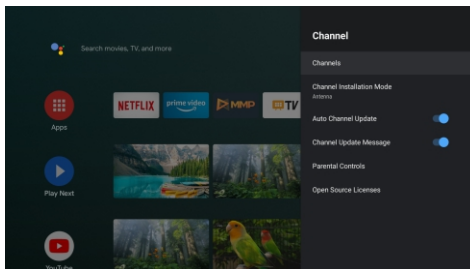 Search movies, TV, and more
NETFLIX
prime video
MMP
TV
Apps
Play Next
YouTube
Channel
Channels
Channel Installation Mode
Antenna
Auto Channel Update
Channel Update Message
Parental Controls
Open Source Licenses